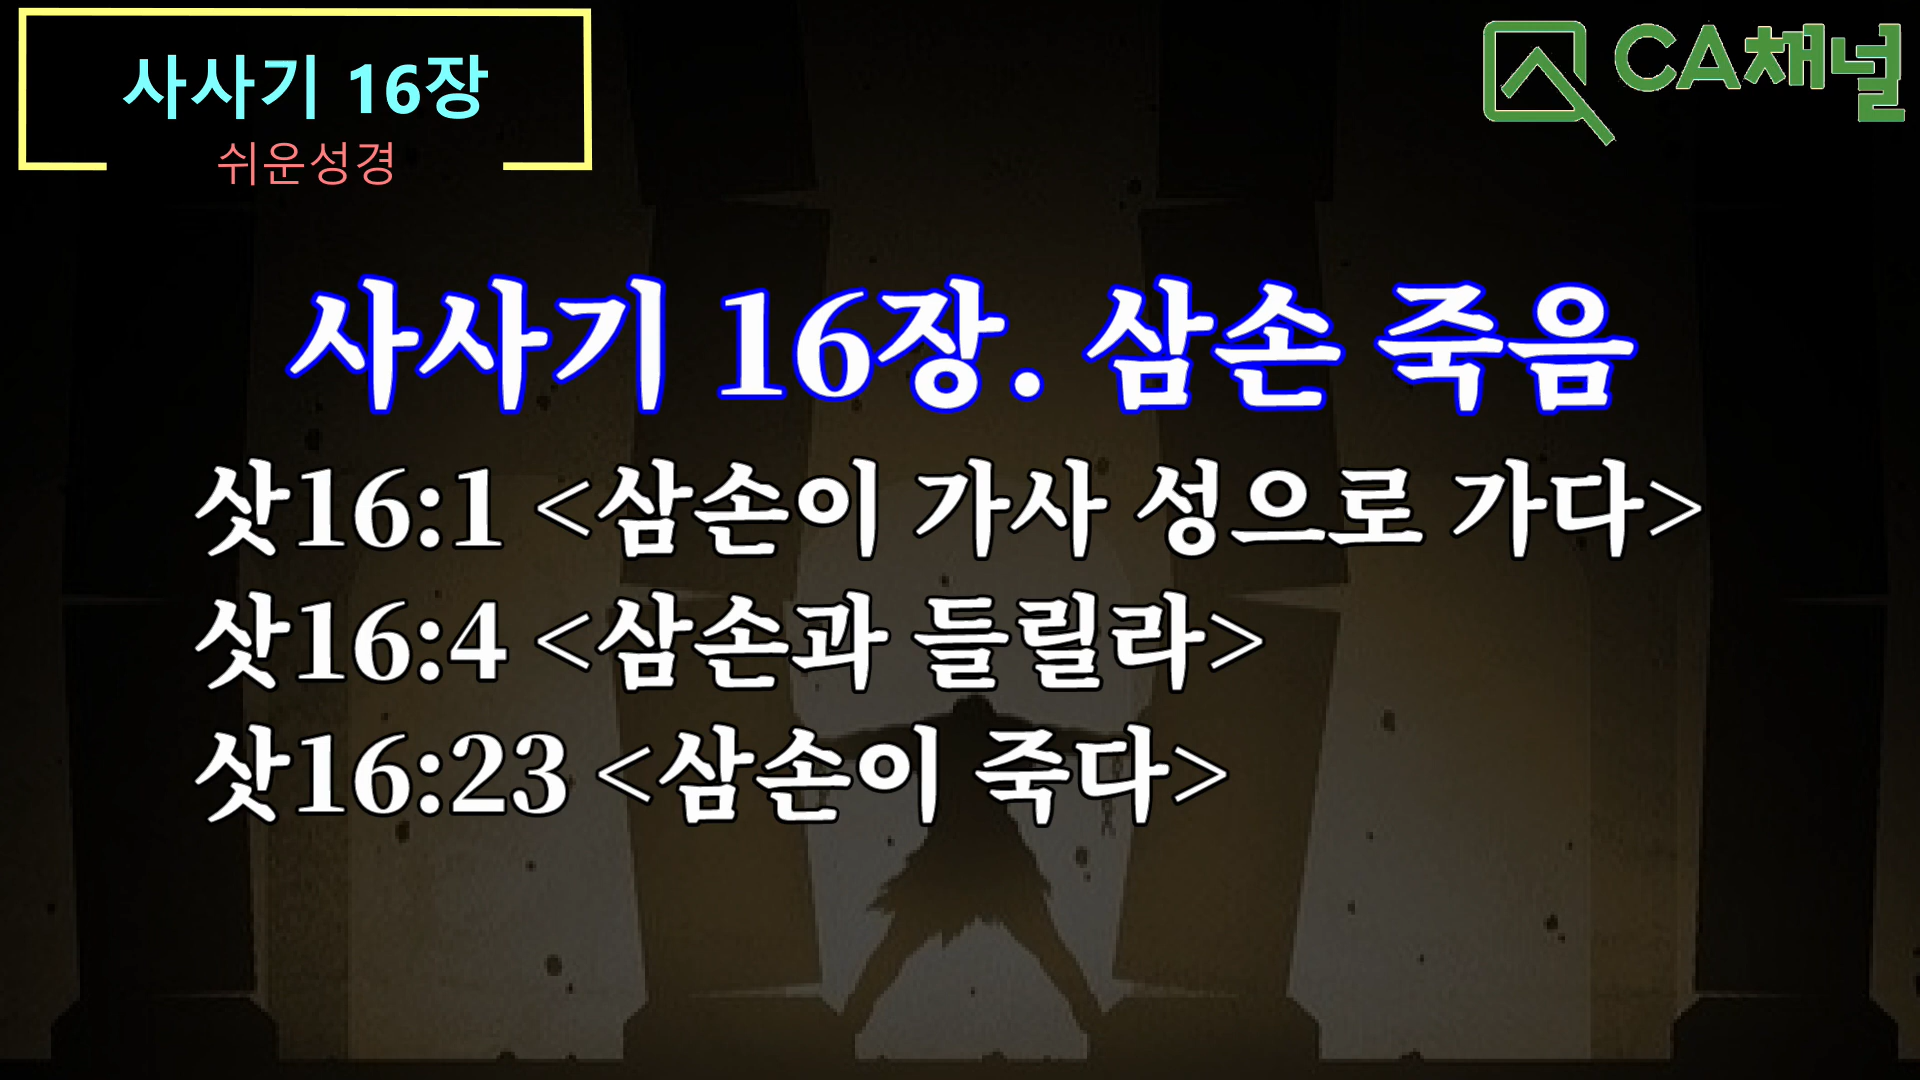 사사기 16장
쉬운성경
CA채널
사사기 16장. 삼손 죽음
삿16:1 <삼손이 가사 성으로 가다>
삿16:4 <삼손과 들릴라>
삿16:23 <삼손이 죽다>